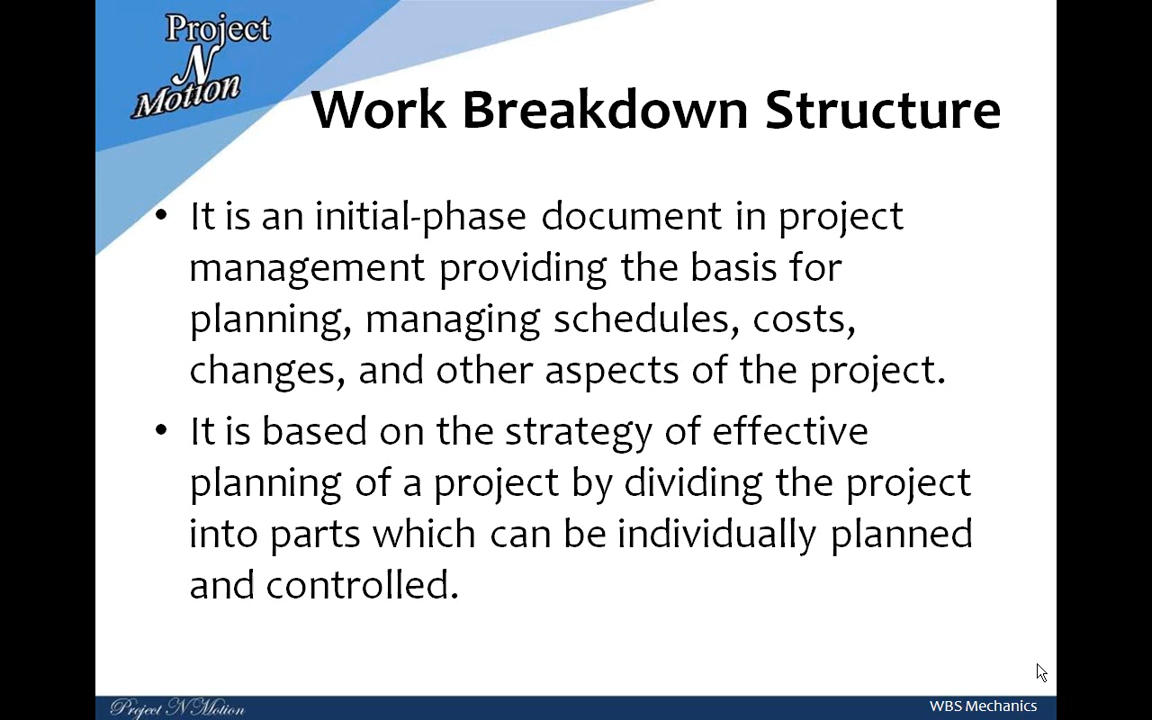 Project
N
Motion
Work Breakdown Structure
• It is an initial-phase document in project
management providing the basis for
planning, managing schedules, costs,
changes, and other aspects of the project.
• It is based on the strategy of effective
planning of a project by dividing the project
into parts which can be individually planned
and controlled.
Project N Motion
WBS Mechanics